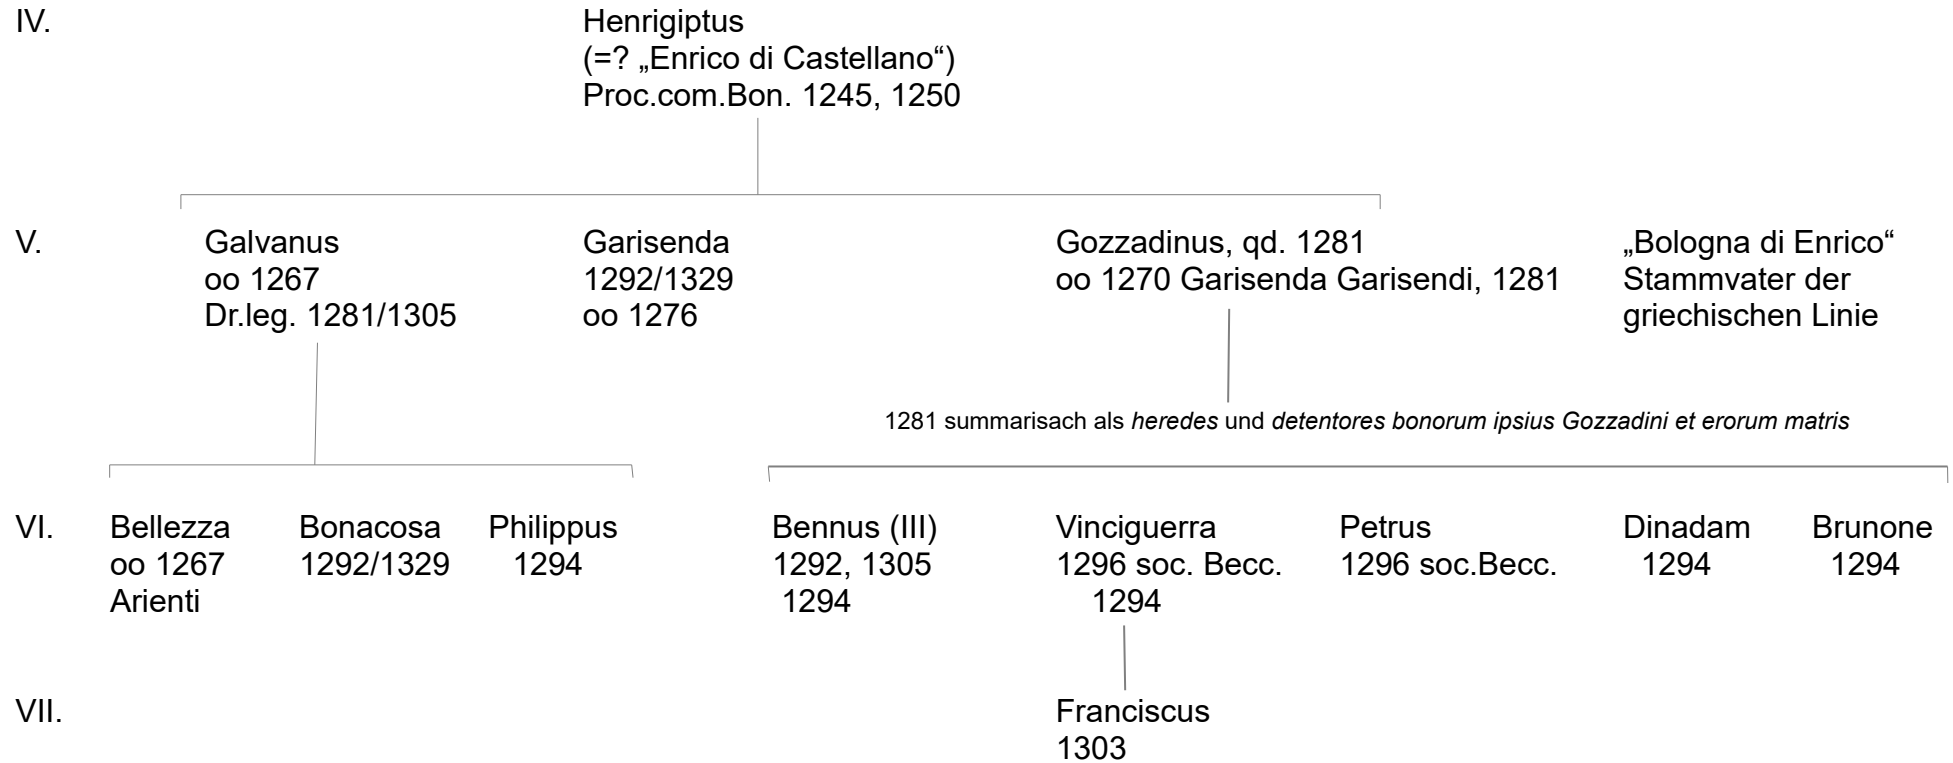 IV.
Henrigiptus
(=? „Enrico di Castellano“)
Proc.com.Bon. 1245, 1250
V.
Galvanus
oo 1267
Dr.leg. 1281/1305
Garisenda
1292/1329
oo 1276
Gozzadinus, qd. 1281
oo 1270 Garisenda Garisendi, 1281
„Bologna di Enrico“
Stammvater der
griechischen Linie
1281 summarisach als heredes und detentores bonorum ipsius Gozzadini et erorum matris
VI.
Bellezza
oo 1267
Arienti
Bonacosa
1292/1329
Philippus
1294
Bennus (III)
1292, 1305
1294
Vinciguerra
1296 soc. Becc.
1294
Petrus
1296 soc.Becc.
Dinadam
1294
Brunone
1294
VII.
Franciscus
1303